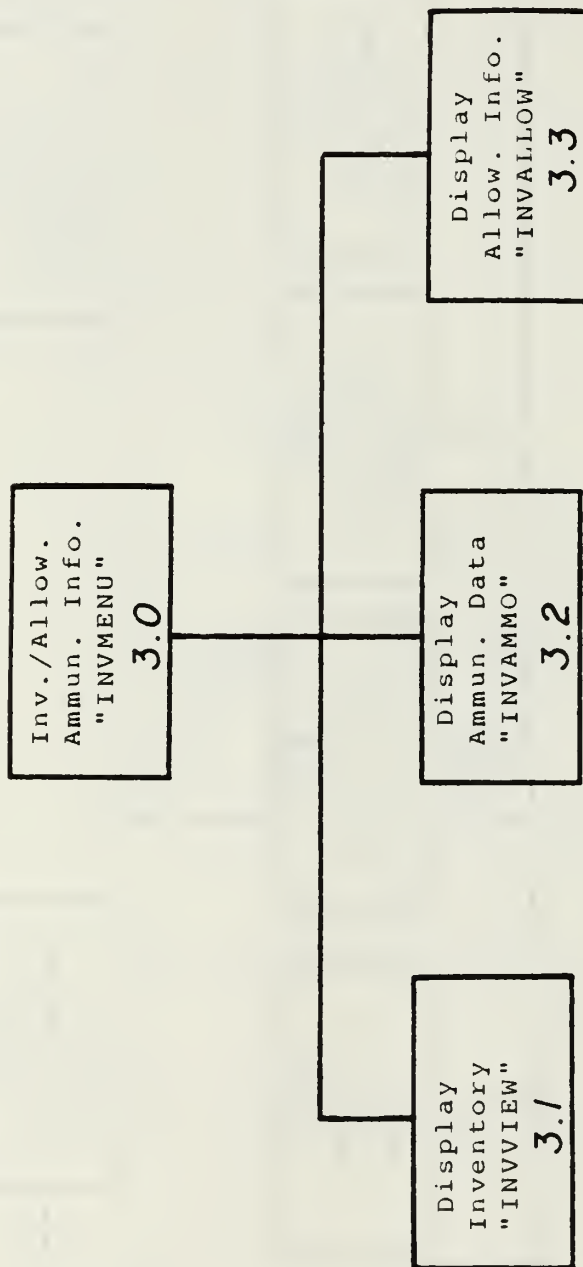 Inv./Allow.
Ammun. Info.
"INVMENU"
3.0
Display
Inventory
"INVVIEW"
3.1
Display
Ammun. Data
"INVAMMO"
3.2
Display
Allow. Info.
"INVALLOW"
3.3